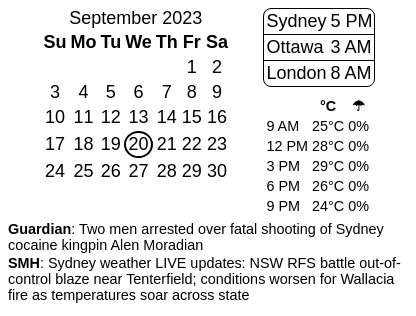 September 2023
Su Mo Tu We Th Fr Sa
1 2
3 4 5 6 7 8 9
10 11 12 13 14 15 16
17 18 19 20 21 22 23
24 25 26 27 28 29 30
Sydney 5 PM
Ottawa 3 AM
London 8 AM
°C ☂
9 AM 25°C 0%
12 PM 28°C 0%
3 PM 29°C 0%
6 PM 26°C 0%
9 PM 24°C 0%
Guardian: Two men arrested over fatal shooting of Sydney
cocaine kingpin Alen Moradian
SMH: Sydney weather LIVE updates: NSW RFS battle out-of-
control blaze near Tenterfield; conditions worsen for Wallacia
fire as temperatures soar across state